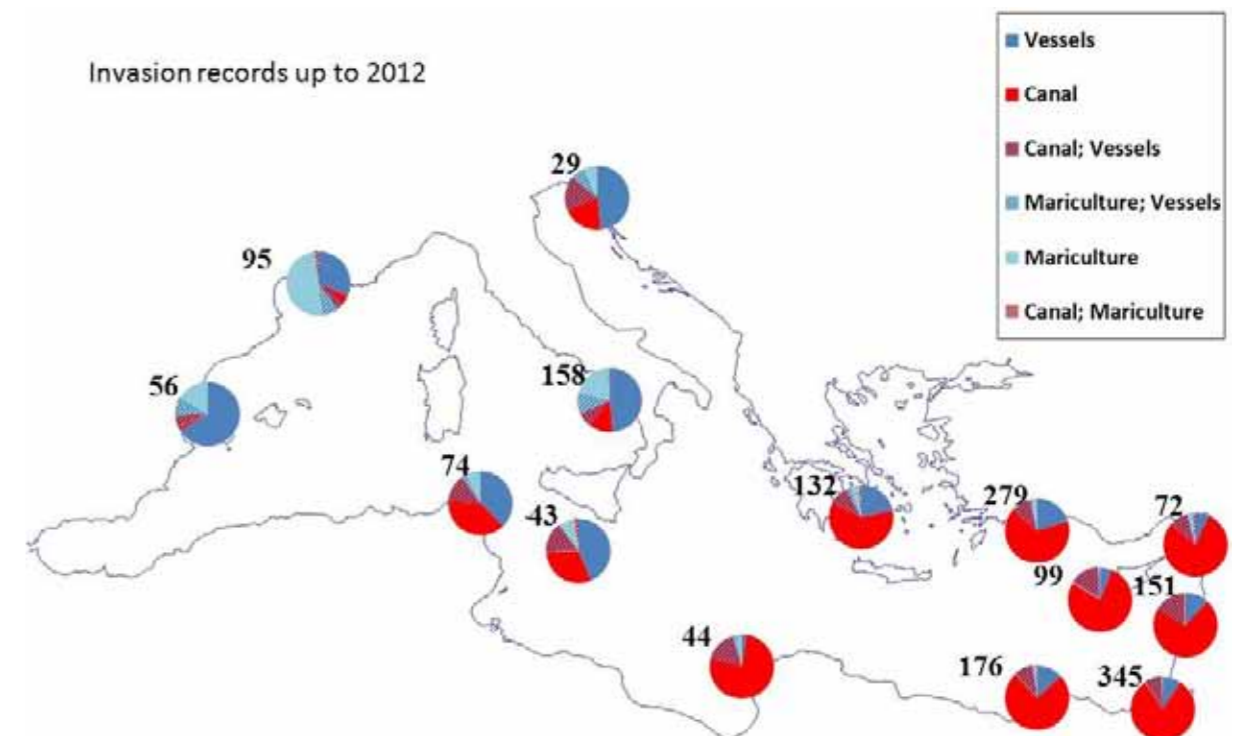 Invasion records up to 2012
Vessels
Canal
Canal; Vessels
Mariculture; Vessels
Mariculture
Canal; Mariculture
29
95
56
158
74
43
132
279
72
99
151
44
176
345